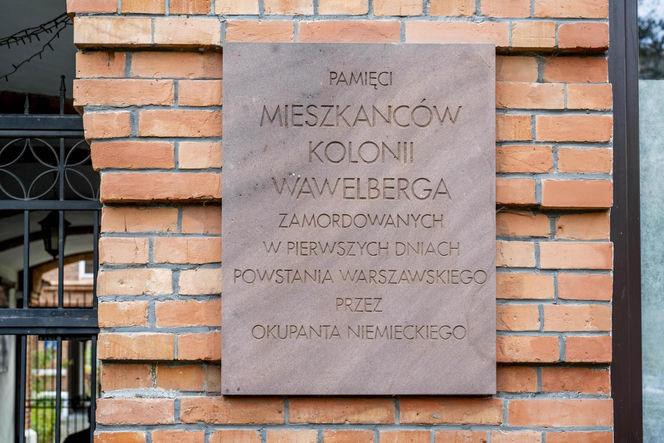 PAMIĘCI
MIESZKAŃCÓW
KOLONII
WAWELBERGA
ZAMORDOWANYCH
W PIERWSZYCH DNIACH
POWSTANIA WARSZAWSKIEGO
PRZEZ
OKUPANTA NIEMIECKIEGO